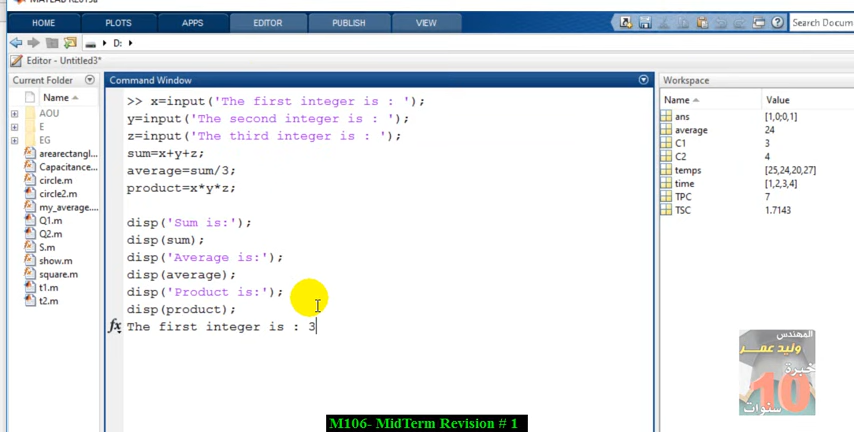 HOME PLOTS APPS EDITOR PUBLISH VIEW Search Docum
D:
Editor - Untitled3*
Current Folder
Name
AOU
E
EG
arearectangl...
Capacitance...
circle.m
circle2.m
my_average....
Q1.m
Q2.m
S.m
show.m
square.m
t1.m
t2.m
Command Window
>> x=input('The first integer is : ');
y=input('The second integer is : ');
z=input('The third integer is : ');
sum=x+y+z;
average=sum/3;
product=x*y*z;
disp('Sum is:');
disp(sum);
disp('Average is:');
disp(average);
disp('Product is:');
disp(product);
fx The first integer is : 3
Workspace
Name Value
ans [1,0;0,1]
average 24
C1 3
C2 4
temps [25,24,20,27]
time [1,2,3,4]
TPC 7
TSC 1.7143
المهندس
وليد عمر
خبرة
10
سنوات
M106- MidTerm Revision # 1